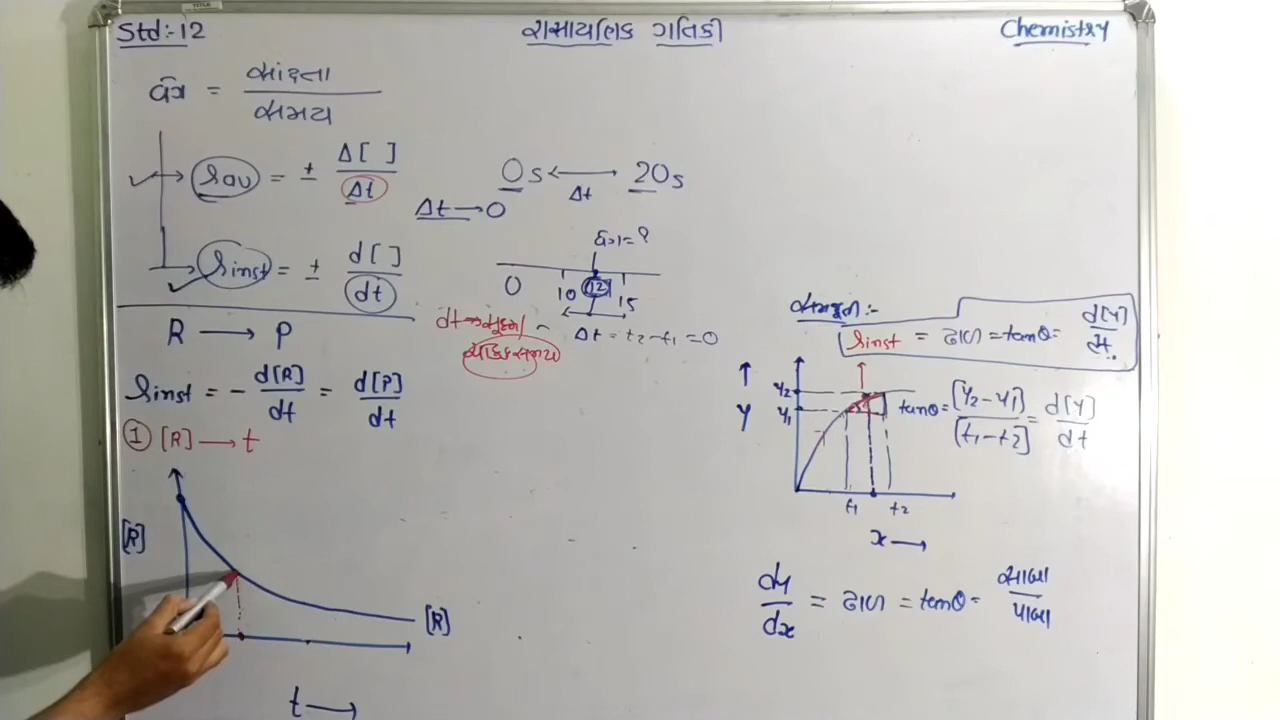 TITLE
Std:-12
રાસાયણિક ગતિકી
Chemistry
વેગ = સાંદ્રતા / સમય
rav = ± Δ[ ] / Δt
0s ⟷ 20s
Δt
Δt → 0
rinst = ± d[ ] / dt
વેગ = ?
0 10 12 15
Δt = t2-t1 = 0
dt → સૂક્ષ્મ
R → P
rinst = - d[R] / dt = d[P] / dt
① [R] → t
[R]
[R]
t →
rinst = ઢાળ = tanθ = d[Y] / dt
Y
Y2
Y1
tanθ = [Y2-Y1] / [t1-t2] = d[Y] / dt
t1 t2
x →
dy / dx = ઢાળ = tanθ = સાબા / પાબા